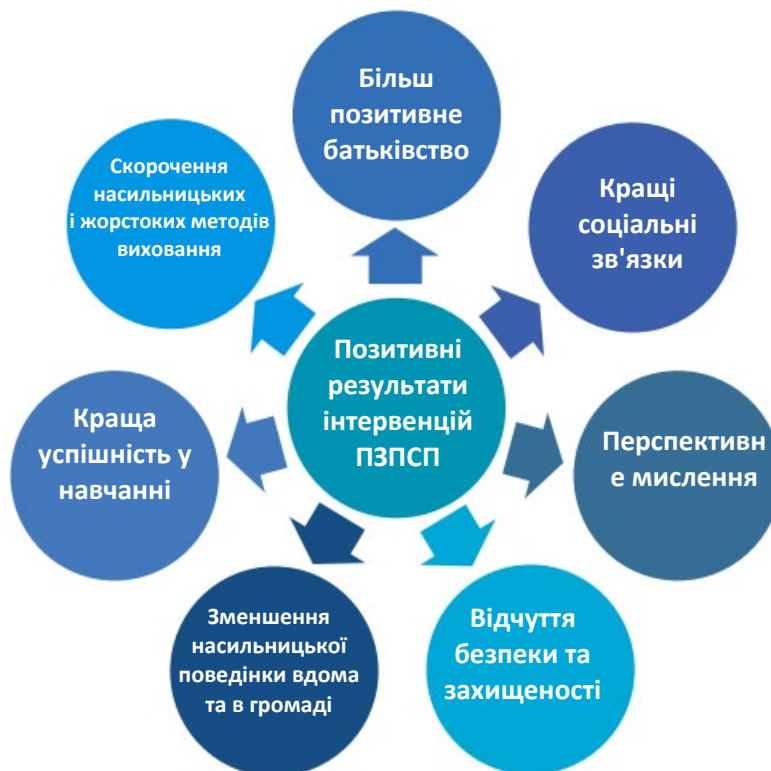 Більш
позитивне
батьківство
Скорочення
насильницьких
і жорстоких методів
виховання
Кращі
соціальні
зв'язки
Позитивні
результати
інтервенцій
ПЗПСП
Краща
успішність у
навчанні
Перспективн
е мислення
Зменшення
насильницької
поведінки вдома
та в громаді
Відчуття
безпеки та
захищеності